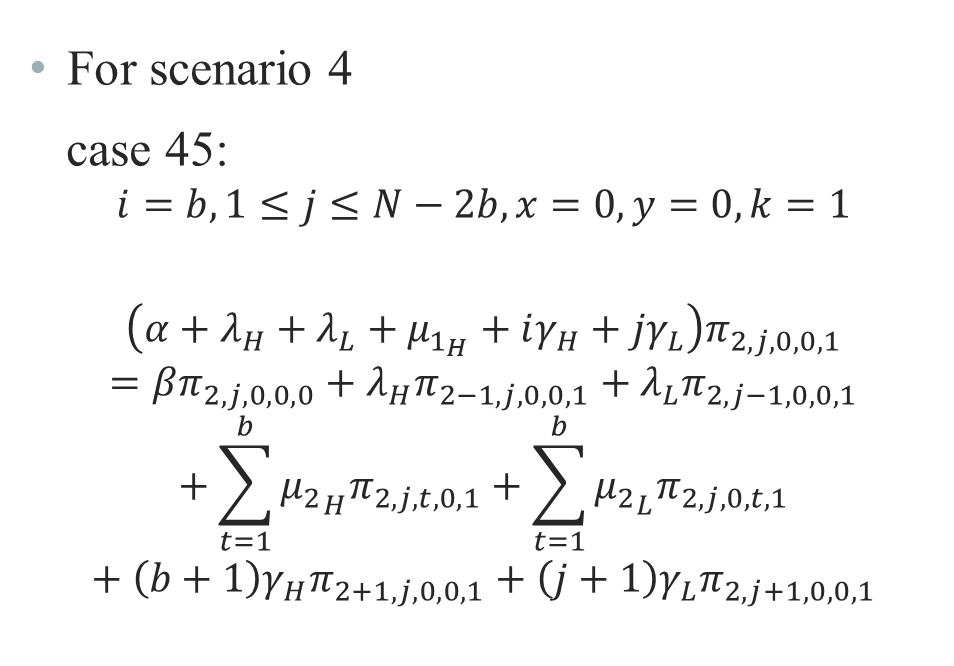 • For scenario 4
case 45:
𝑖 = 𝑏, 1 ≤ 𝑗 ≤ 𝑁 − 2𝑏, 𝑥 = 0, 𝑦 = 0, 𝑘 = 1
(𝛼 + 𝜆_𝐻 + 𝜆_𝐿 + 𝜇_{1_𝐻} + 𝑖𝛾_𝐻 + 𝑗𝛾_𝐿)𝜋_{2,𝑗,0,0,1}
= 𝛽𝜋_{2,𝑗,0,0,0} + 𝜆_𝐻𝜋_{2−1,𝑗,0,0,1} + 𝜆_𝐿𝜋_{2,𝑗−1,0,0,1}
+ ∑_{𝑡=1}^{𝑏} 𝜇_{2_𝐻}𝜋_{2,𝑗,𝑡,0,1} + ∑_{𝑡=1}^{𝑏} 𝜇_{2_𝐿}𝜋_{2,𝑗,0,𝑡,1}
+ (𝑏 + 1)𝛾_𝐻𝜋_{2+1,𝑗,0,0,1} + (𝑗 + 1)𝛾_𝐿𝜋_{2,𝑗+1,0,0,1}